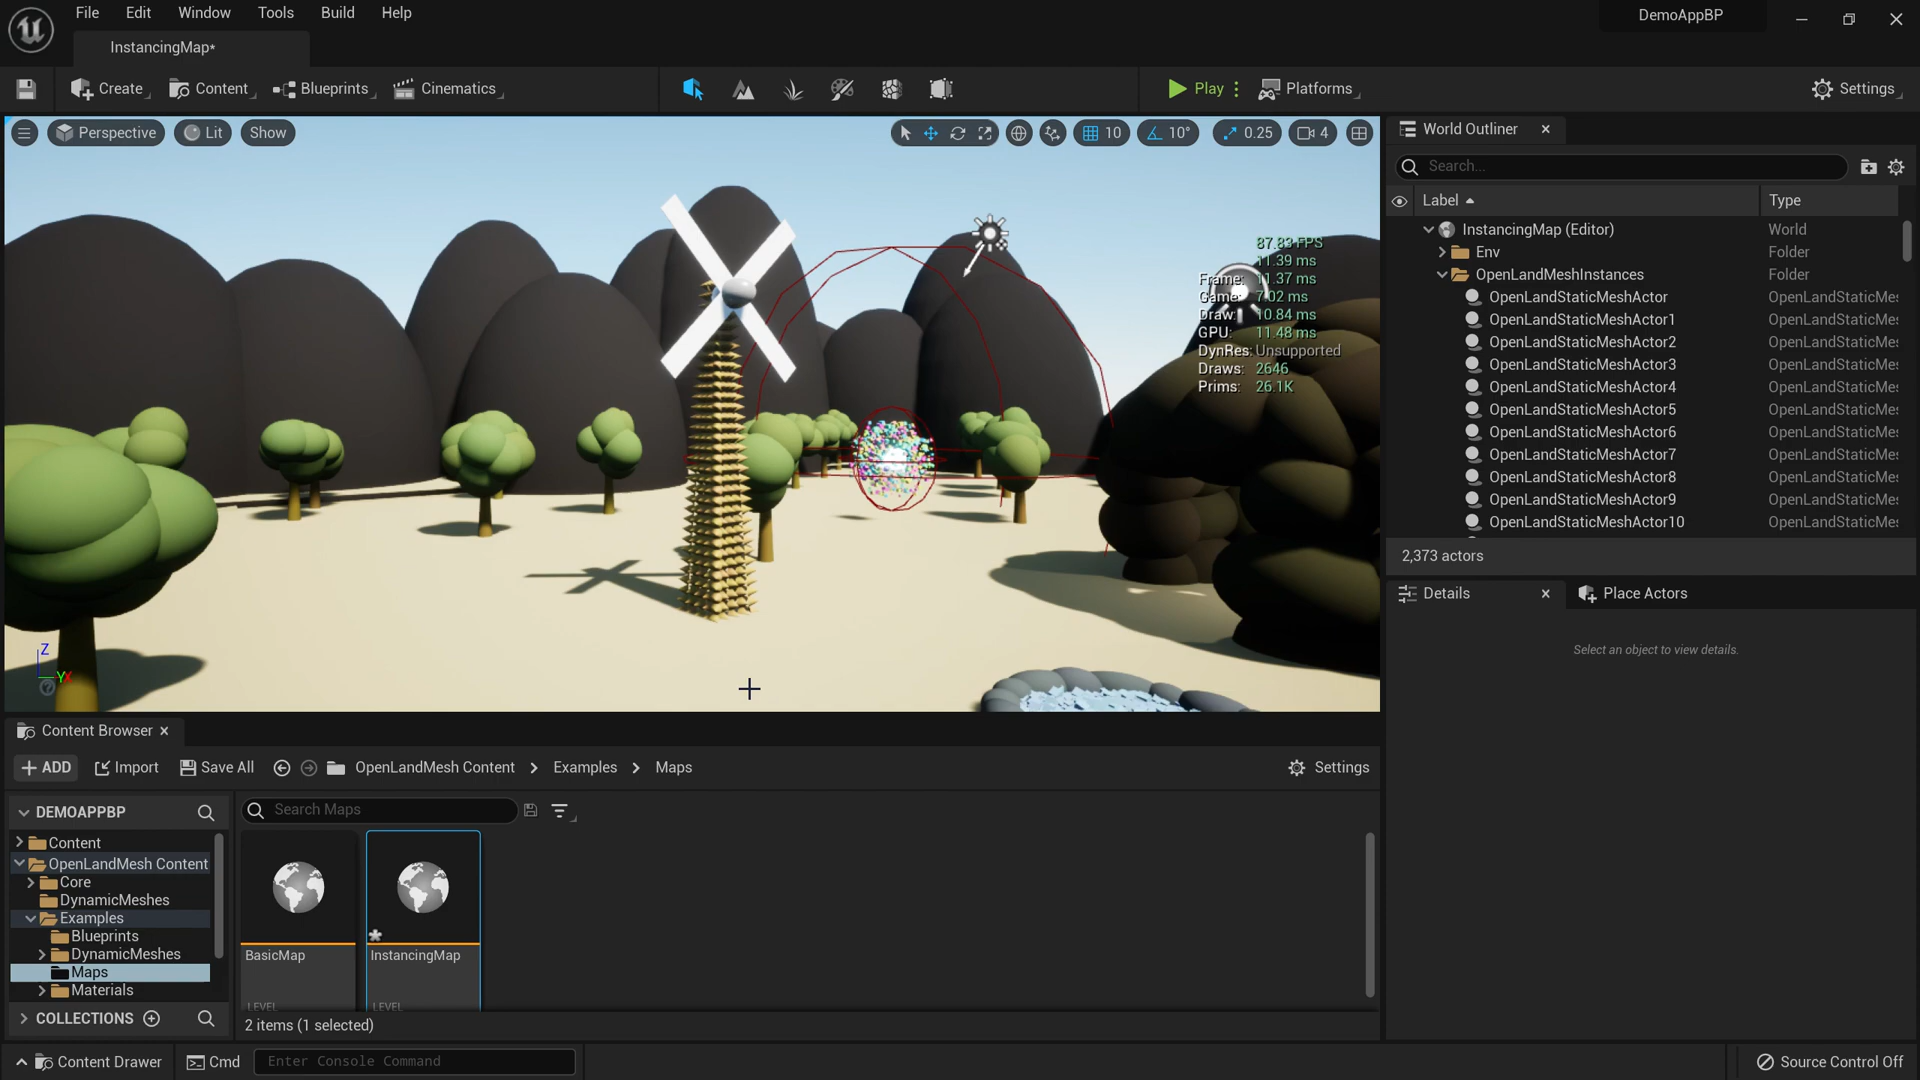 File Edit Window Tools Build Help
DemoAppBP
InstancingMap*
Create Content Blueprints Cinematics
Play Platforms
Settings
Perspective Lit Show
10 10° 0.25 4
87.83 FPS
11.39 ms
Frame: 11.37 ms
Game: 7.02 ms
Draw: 10.84 ms
GPU: 11.48 ms
DynRes: Unsupported
Draws: 2646
Prims: 26.1K
Z
Y
World Outliner
Search...
Label Type
InstancingMap (Editor) World
Env Folder
OpenLandMeshInstances Folder
OpenLandStaticMeshActor OpenLandStaticMes
OpenLandStaticMeshActor1 OpenLandStaticMes
OpenLandStaticMeshActor2 OpenLandStaticMes
OpenLandStaticMeshActor3 OpenLandStaticMes
OpenLandStaticMeshActor4 OpenLandStaticMes
OpenLandStaticMeshActor5 OpenLandStaticMes
OpenLandStaticMeshActor6 OpenLandStaticMes
OpenLandStaticMeshActor7 OpenLandStaticMes
OpenLandStaticMeshActor8 OpenLandStaticMes
OpenLandStaticMeshActor9 OpenLandStaticMes
OpenLandStaticMeshActor10 OpenLandStaticMes
2,373 actors
Details
Place Actors
Select an object to view details.
Content Browser
ADD Import Save All OpenLandMesh Content Examples Maps Settings
DEMOAPPBP
Search Maps
Content
OpenLandMesh Content
Core
DynamicMeshes
Examples
Blueprints
DynamicMeshes
Maps
Materials
COLLECTIONS
BasicMap
LEVEL
InstancingMap
LEVEL
2 items (1 selected)
Content Drawer Cmd Enter Console Command
Source Control Off